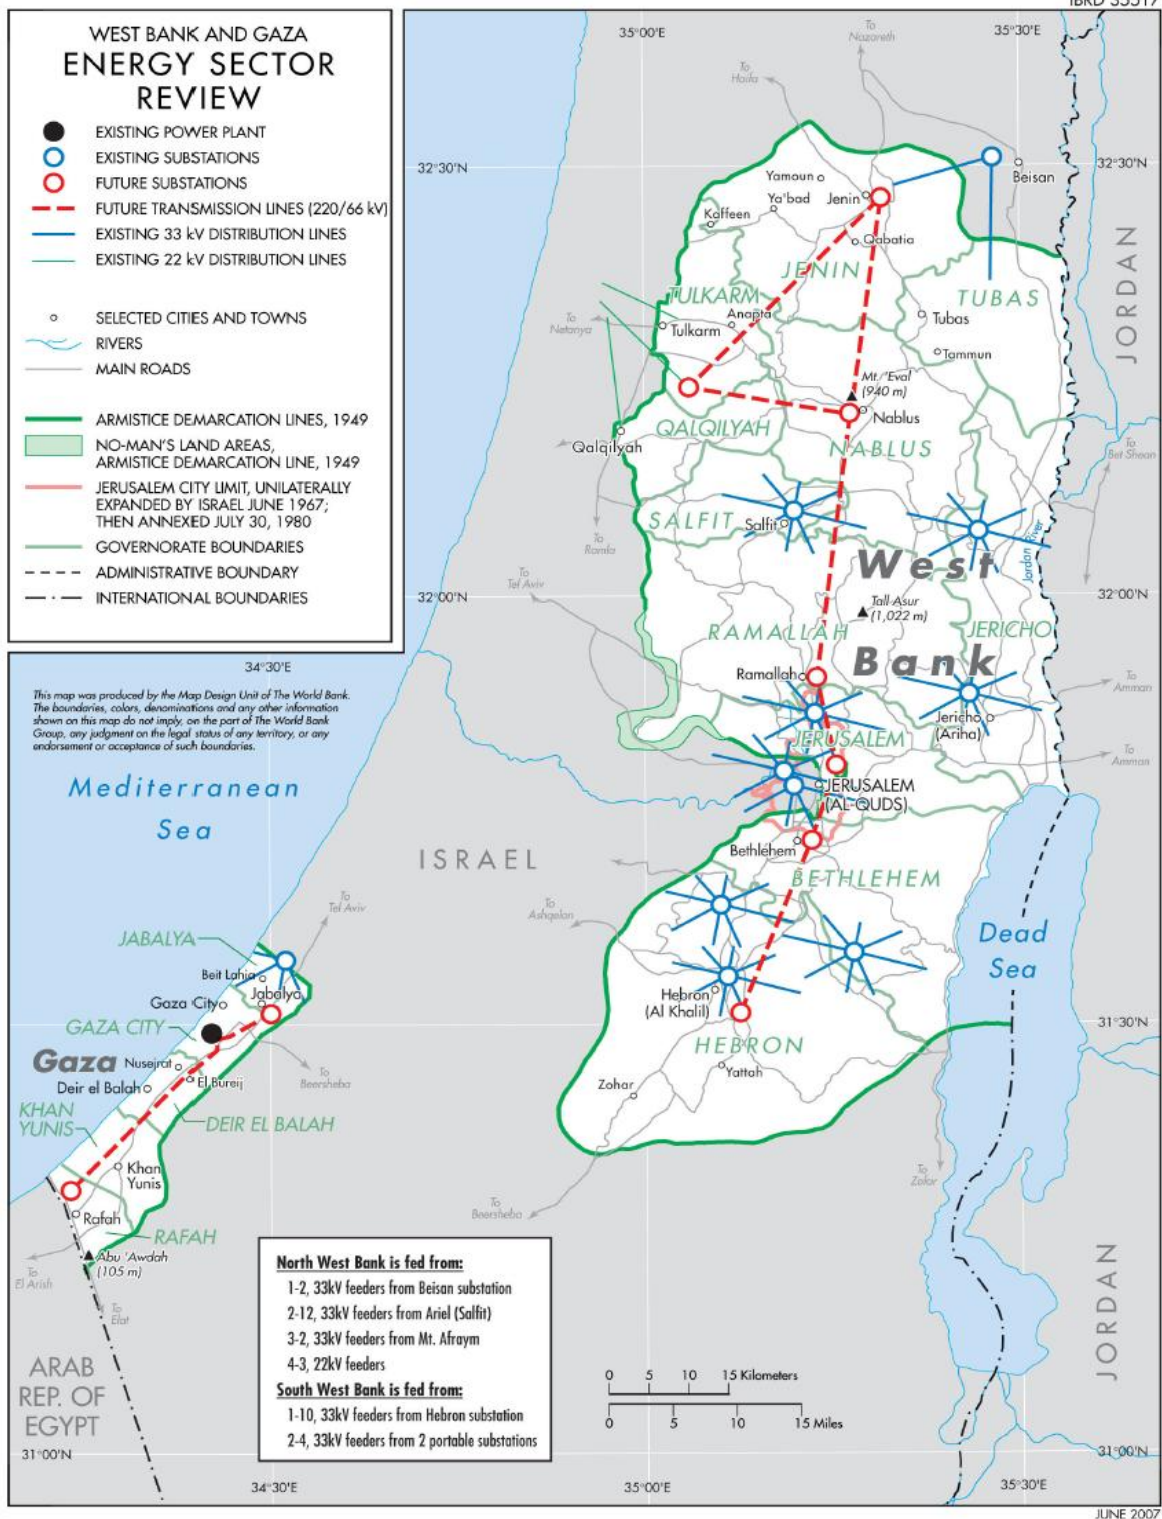 IBRD 35517
WEST BANK AND GAZA
ENERGY SECTOR
REVIEW
EXISTING POWER PLANT
EXISTING SUBSTATIONS
FUTURE SUBSTATIONS
FUTURE TRANSMISSION LINES (220/66 kV)
EXISTING 33 kV DISTRIBUTION LINES
EXISTING 22 kV DISTRIBUTION LINES
SELECTED CITIES AND TOWNS
RIVERS
MAIN ROADS
ARMISTICE DEMARCATION LINES, 1949
NO-MAN'S LAND AREAS,
ARMISTICE DEMARCATION LINE, 1949
JERUSALEM CITY LIMIT, UNILATERALLY
EXPANDED BY ISRAEL JUNE 1967;
THEN ANNEXED JULY 30, 1980
GOVERNORATE BOUNDARIES
ADMINISTRATIVE BOUNDARY
INTERNATIONAL BOUNDARIES
This map was produced by the Map Design Unit of The World Bank.
The boundaries, colors, denominations and any other information
shown on this map do not imply, on the part of The World Bank
Group, any judgment on the legal status of any territory, or any
endorsement or acceptance of such boundaries.
35°00'E
35°30'E
To
Nazareth
To
Haifa
32°30'N
32°30'N
Beisan
Yamoun
Ya'bad
Jenin
Kaffeen
Qabatia
JENIN
TULKARM
TUBAS
JORDAN
Anapta
To
Netanya
Tulkarm
Tubas
Tammun
Mt. 'Eval
(940 m)
Nablus
QALQILYAH
NABLUS
Qalqilyah
To
Bet Shean
SALFIT
Salfit
To
Ramla
Jordan River
West
To
Tel Aviv
32°00'N
32°00'N
Tall Asur
(1,022 m)
RAMALLAH
JERICHO
Bank
Ramallah
To
Amman
Jericho
(Ariha)
JERUSALEM
To
Amman
JERUSALEM
(AL-QUDS)
Bethlehem
BETHLEHEM
ISRAEL
To
Ashqelon
Dead
Sea
Hebron
(Al Khalil)
HEBRON
31°30'N
Yattah
Zohar
To
Zofar
To
Beersheba
34°30'E
Mediterranean
Sea
To
Tel Aviv
JABALYA
Beit Lahia
Jabalya
Gaza City
GAZA CITY
Gaza
Nusejrat
El Bureij
Deir el Balah
To
Beersheba
KHAN
YUNIS
DEIR EL BALAH
Khan
Yunis
Rafah
RAFAH
Abu 'Awdah
(105 m)
To
El Arish
To
Elat
ARAB
REP. OF
EGYPT
North West Bank is fed from:
1-2, 33kV feeders from Beisan substation
2-12, 33kV feeders from Ariel (Salfit)
3-2, 33kV feeders from Mt. Afraym
4-3, 22kV feeders
South West Bank is fed from:
1-10, 33kV feeders from Hebron substation
2-4, 33kV feeders from 2 portable substations
0 5 10 15 Kilometers
0 5 10 15 Miles
JORDAN
31°00'N
31°00'N
34°30'E
35°00'E
35°30'E
JUNE 2007